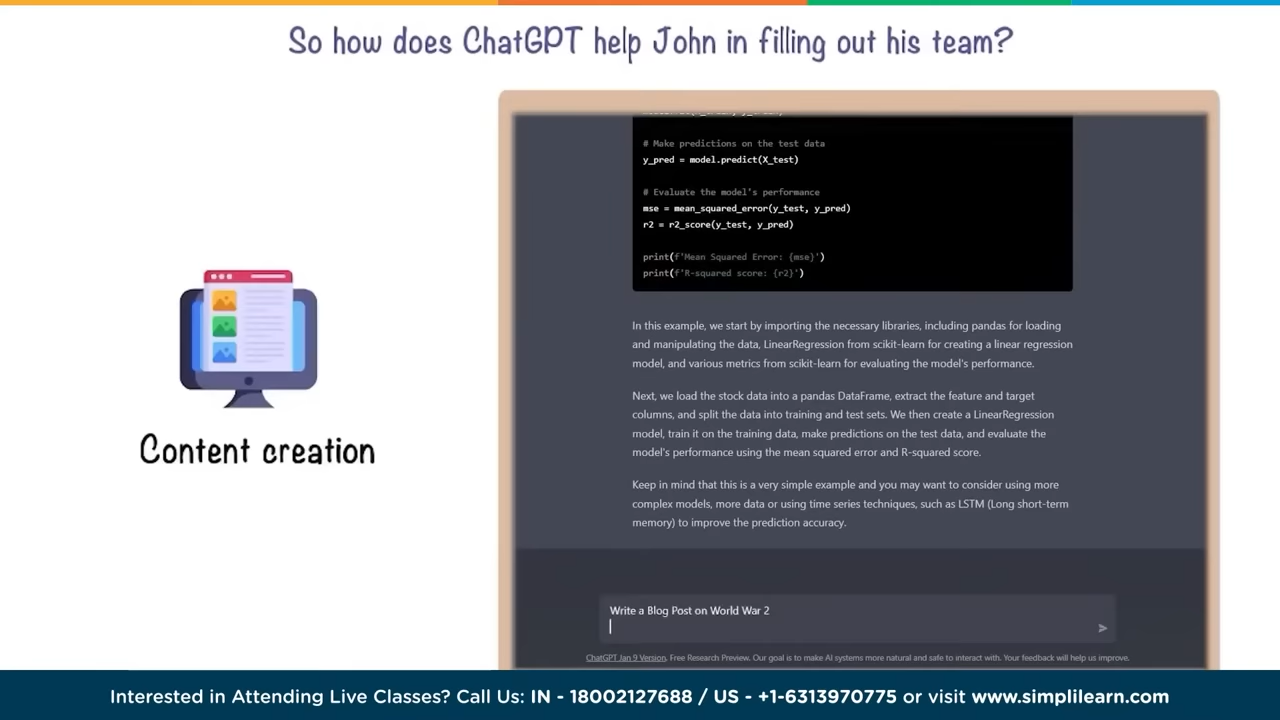 So how does ChatGPT help John in filling out his team?
# Make predictions on the test data
y_pred = model.predict(X_test)
# Evaluate the model's performance
mse = mean_squared_error(y_test, y_pred)
r2 = r2_score(y_test, y_pred)
print(f'Mean Squared Error: {mse}')
print(f'R-squared score: {r2}')
In this example, we start by importing the necessary libraries, including pandas for loading
and manipulating the data, LinearRegression from scikit-learn for creating a linear regression
model, and various metrics from scikit-learn for evaluating the model's performance.
Next, we load the stock data into a pandas DataFrame, extract the feature and target
columns, and split the data into training and test sets. We then create a LinearRegression
model, train it on the training data, make predictions on the test data, and evaluate the
model's performance using the mean squared error and R-squared score.
Keep in mind that this is a very simple example and you may want to consider using more
complex models, more data or using time series techniques, such as LSTM (Long short-term
memory) to improve the prediction accuracy.
Content creation
Write a Blog Post on World War 2
ChatGPT Jan 9 Version. Free Research Preview. Our goal is to make AI systems more natural and safe to interact with. Your feedback will help us improve.
Interested in Attending Live Classes? Call Us: IN - 18002127688 / US - +1-6313970775 or visit www.simplilearn.com